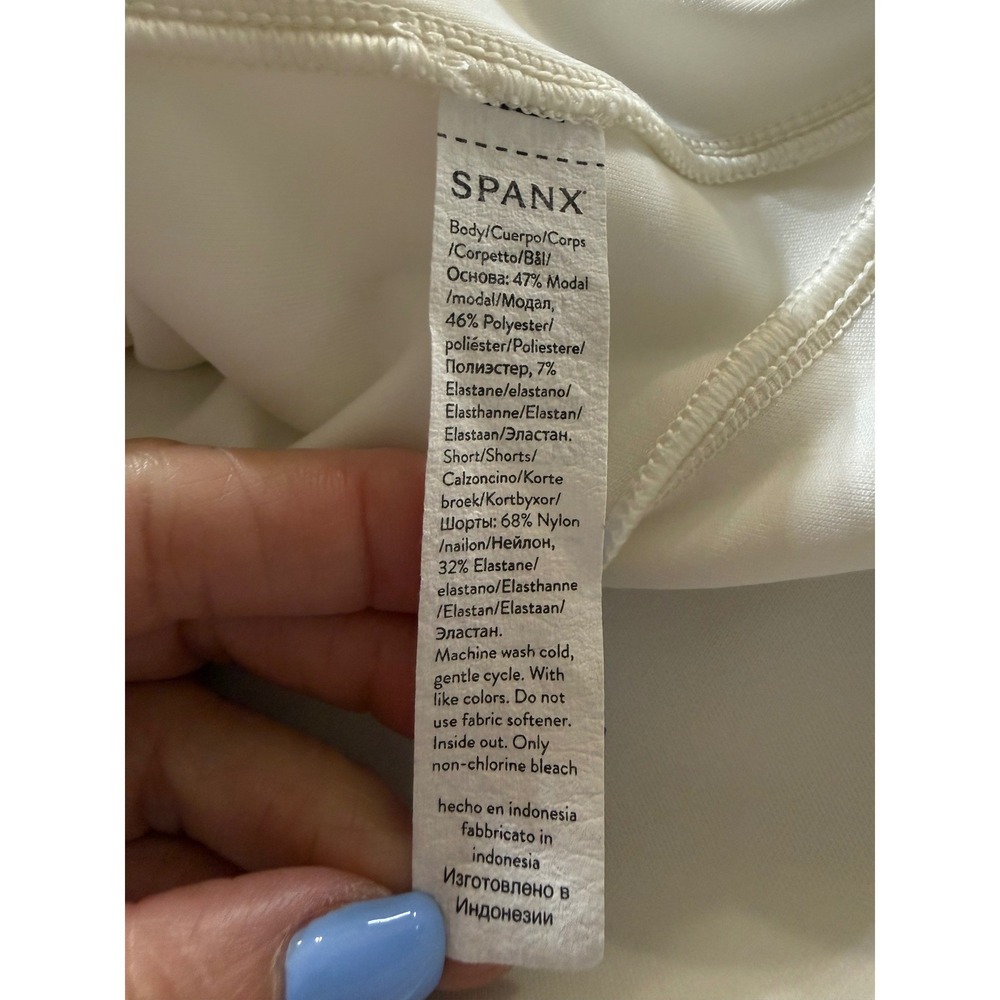 SPANX
Body/Cuerpo/Corps
/Corpetto/Bål/
Основа: 47% Modal
/modal/Модал,
46% Polyester/
poliéster/Poliestere/
Полиэстер, 7%
Elastane/elastano/
Elasthanne/Elastan/
Elastaan/Эластан.
Short/Shorts/
Calzoncino/Korte
broek/Kortbyxor/
Шорты: 68% Nylon
/nailon/Нейлон,
32% Elastane/
elastano/Elasthanne
/Elastan/Elastaan/
Эластан.
Machine wash cold,
gentle cycle. With
like colors. Do not
use fabric softener.
Inside out. Only
non-chlorine bleach
hecho en indonesia
fabbricato in
indonesia
Изготовлено в
Индонезии